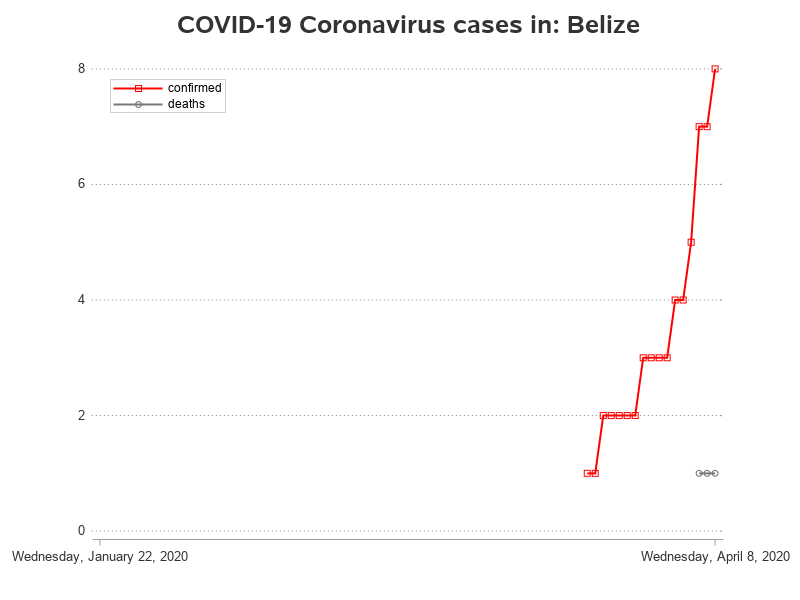 COVID-19 Coronavirus cases in: Belize
8
confirmed
deaths
6
4
2
0
Wednesday, January 22, 2020
Wednesday, April 8, 2020